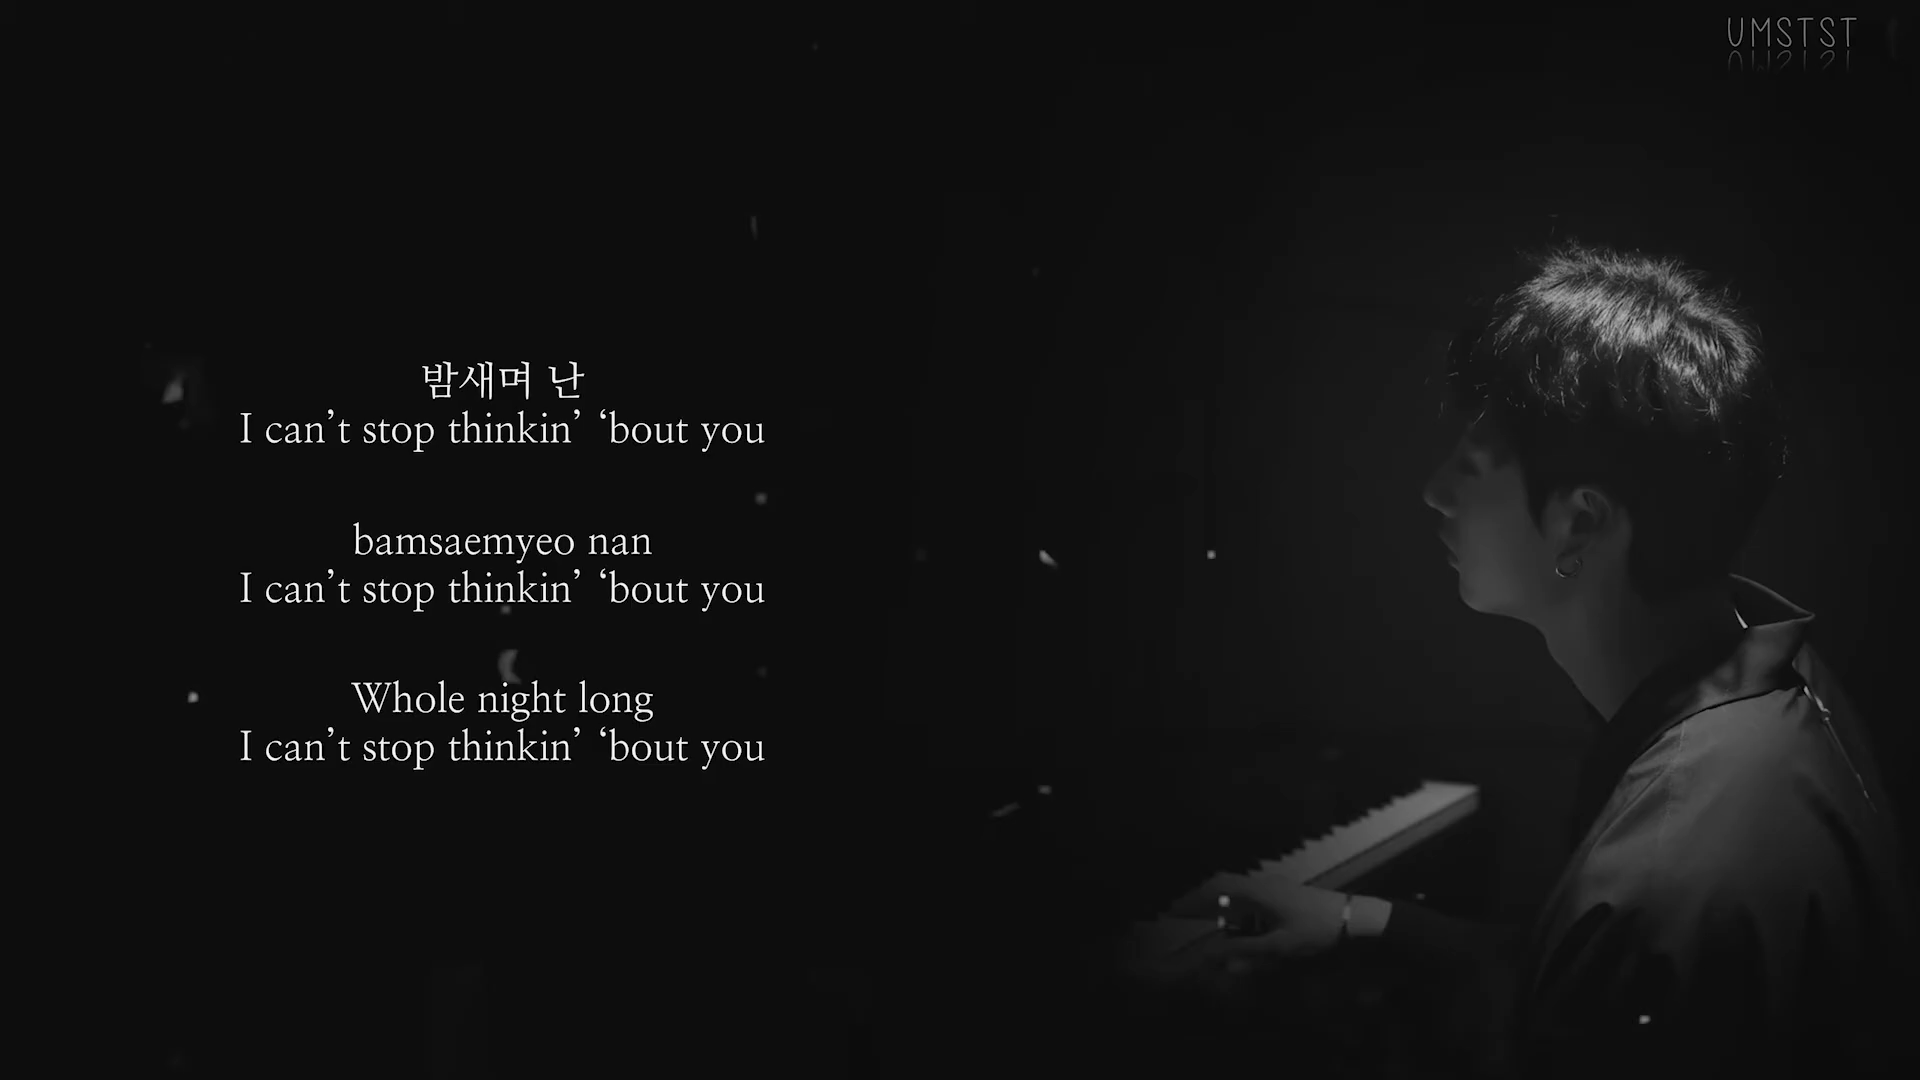 UMSTST
밤새며 난
I can’t stop thinkin’ ‘bout you
bamsaemyeo nan
I can’t stop thinkin’ ‘bout you
Whole night long
I can’t stop thinkin’ ‘bout you